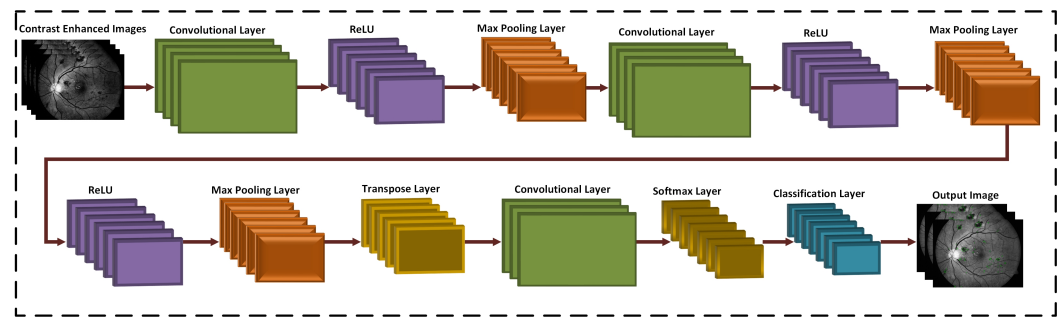 Contrast Enhanced Images
Convolutional Layer
ReLU
Max Pooling Layer
Convolutional Layer
ReLU
Max Pooling Layer
ReLU
Max Pooling Layer
Transpose Layer
Convolutional Layer
Softmax Layer
Classification Layer
Output Image